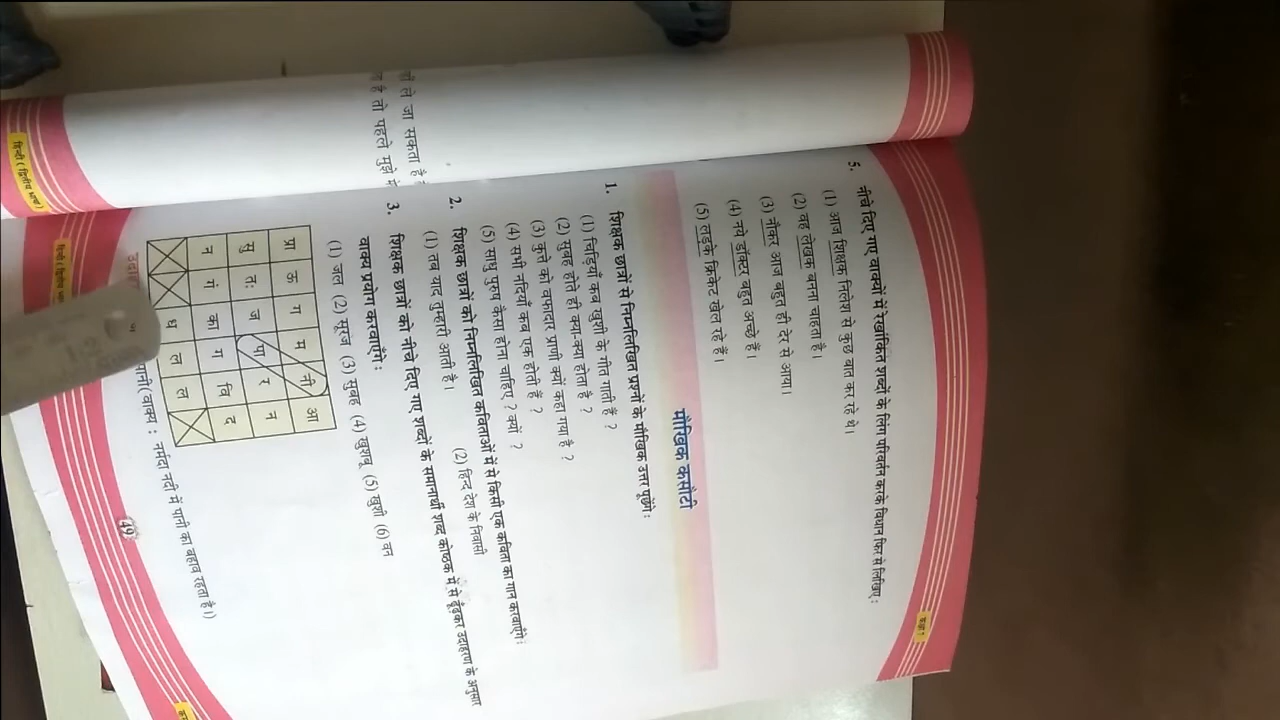 कक्षा 7
5. नीचे दिए गए वाक्यों में रेखांकित शब्दों के लिंग परिवर्तन करके विधान फिर से लिखिए :
(1) आज शिक्षक निलेश से कुछ बात कर रहे थे।
(2) वह लेखक बनना चाहता है।
(3) नौकर आज बहुत ही देर से आया।
(4) नये डॉक्टर बहुत अच्छे हैं।
(5) लड़के क्रिकेट खेल रहे हैं।
मौखिक कसौटी
1. शिक्षक छात्रों से निम्नलिखित प्रश्नों के मौखिक उत्तर पूछेंगे :
(1) चिड़ियाँ कब खुशी के गीत गाती हैं ?
(2) सुबह होते ही क्या-क्या होता है ?
(3) कुत्ते को वफादार प्राणी क्यों कहा गया है ?
(4) सभी नदियाँ कब एक होती हैं ?
(5) साधु पुरुष कैसा होना चाहिए ? क्यों ?
2. शिक्षक छात्रों को निम्नलिखित कविताओं में से किसी एक कविता का गान करवाएँगे :
(1) तब याद तुम्हारी आती है। (2) हिन्द देश के निवासी
3. शिक्षक छात्रों को नीचे दिए गए शब्दों के समानार्थी शब्द कोष्ठक में से ढूँढ़कर उदाहरण के अनुसार
वाक्य प्रयोग करवाएँगे :
(1) जल (2) सूरज (3) सुबह (4) खुशबू (5) खुशी (6) वन
प्रा ऊ ग म नी आ
सु तः ज पा र न
न गं का ग वि द
ध ल ल
पानी (वाक्य : नर्मदा नदी में पानी का बहाव रहता है।)
49
हिन्दी (द्वितीय भाषा)
ले जा सकता है
है तो पहले मुझे
हिन्दी (द्वितीय भाषा)